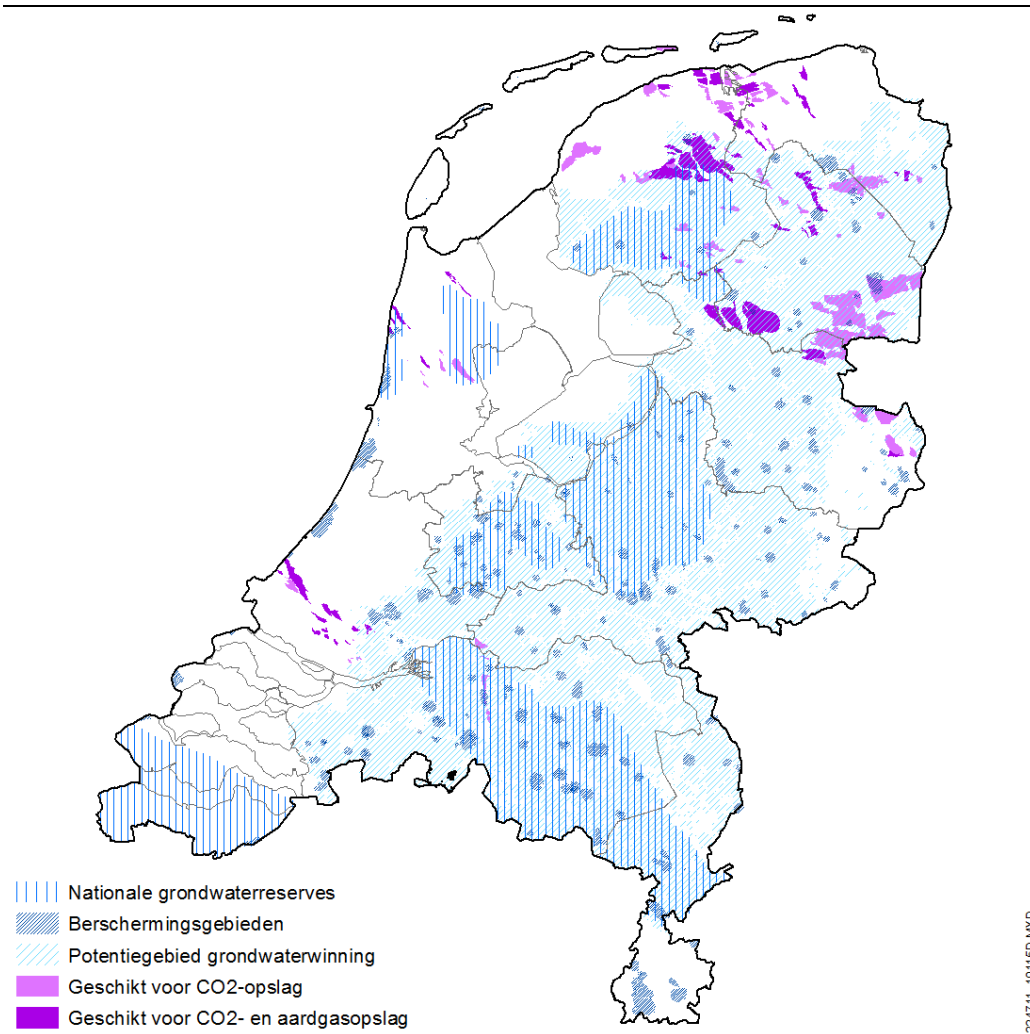 Nationale grondwaterreserves
Berschermingsgebieden
Potentiegebied grondwaterwinning
Geschikt voor CO2-opslag
Geschikt voor CO2- en aardgasopslag